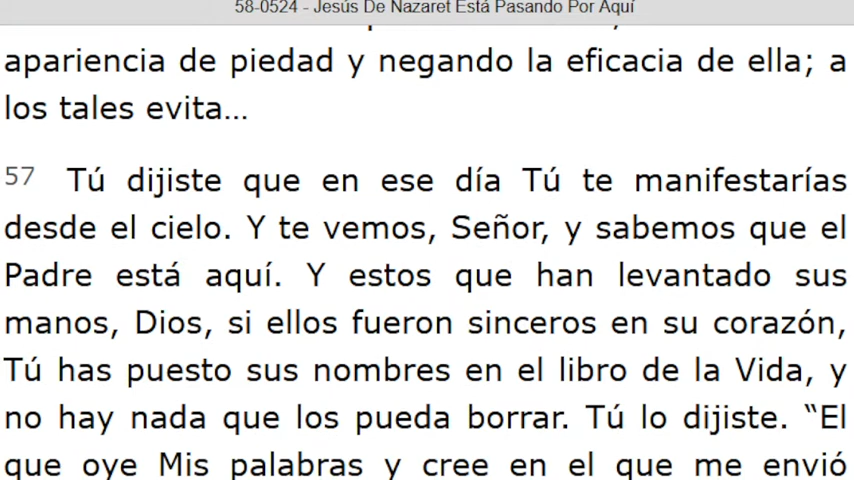 58-0524 - Jesús De Nazaret Está Pasando Por Aquí
apariencia de piedad y negando la eficacia de ella; a
los tales evita…
57 Tú dijiste que en ese día Tú te manifestarías
desde el cielo. Y te vemos, Señor, y sabemos que el
Padre está aquí. Y estos que han levantado sus
manos, Dios, si ellos fueron sinceros en su corazón,
Tú has puesto sus nombres en el libro de la Vida, y
no hay nada que los pueda borrar. Tú lo dijiste. “El
que oye Mis palabras y cree en el que me envió